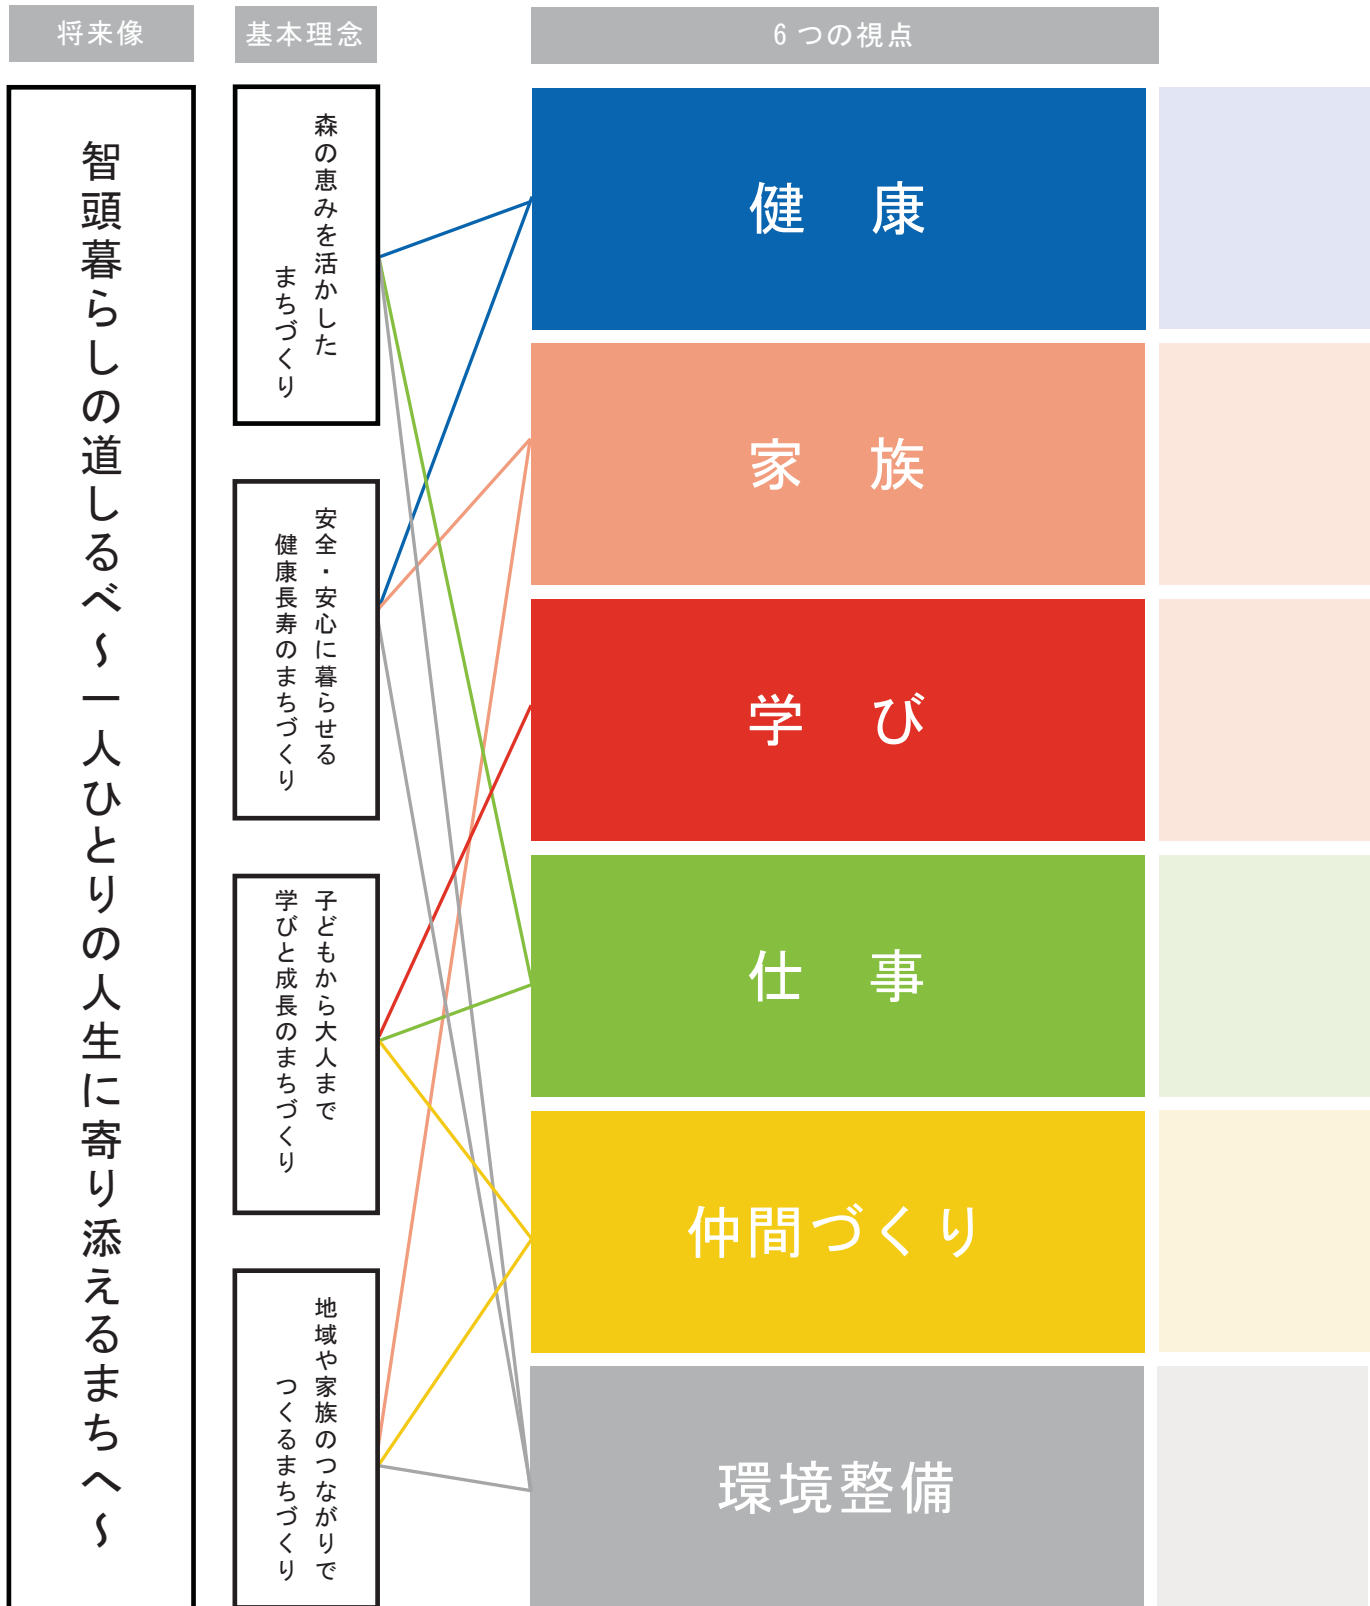 将来像
基本理念
6つの視点
智頭暮らしの道しるべ～一人ひとりの人生に寄り添えるまちへ～
森の恵みを活かした
まちづくり
安全・安心に暮らせる
健康長寿のまちづくり
子どもから大人まで
学びと成長のまちづくり
地域や家族のつながりで
つくるまちづくり
健　康
家　族
学　び
仕　事
仲間づくり
環境整備